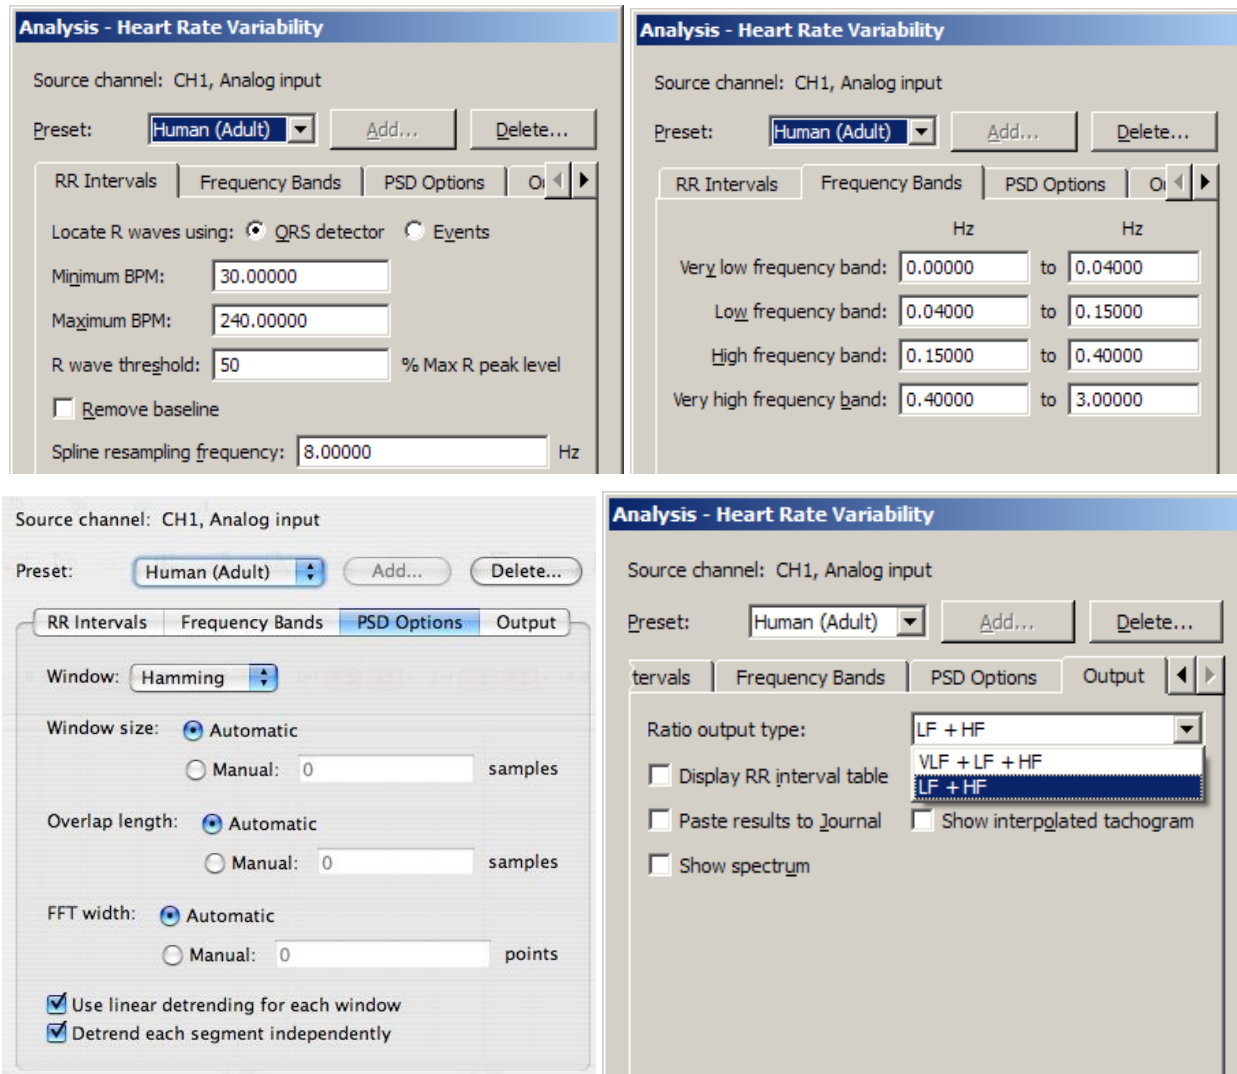 Analysis - Heart Rate Variability
Source channel: CH1, Analog input
Preset: Human (Adult) Add... Delete...
RR Intervals Frequency Bands PSD Options
Locate R waves using: QRS detector Events
Minimum BPM: 30.00000
Maximum BPM: 240.00000
R wave threshold: 50 % Max R peak level
Remove baseline
Spline resampling frequency: 8.00000 Hz
Analysis - Heart Rate Variability
Source channel: CH1, Analog input
Preset: Human (Adult) Add... Delete...
RR Intervals Frequency Bands PSD Options
Hz Hz
Very low frequency band: 0.00000 to 0.04000
Low frequency band: 0.04000 to 0.15000
High frequency band: 0.15000 to 0.40000
Very high frequency band: 0.40000 to 3.00000
Source channel: CH1, Analog input
Preset: Human (Adult) Add... Delete...
RR Intervals Frequency Bands PSD Options Output
Window: Hamming
Window size: Automatic
Manual: 0 samples
Overlap length: Automatic
Manual: 0 samples
FFT width: Automatic
Manual: 0 points
Use linear detrending for each window
Detrend each segment independently
Analysis - Heart Rate Variability
Source channel: CH1, Analog input
Preset: Human (Adult) Add... Delete...
tervals Frequency Bands PSD Options Output
Ratio output type: LF + HF
VLF + LF + HF
Display RR interval table LF + HF
Paste results to Journal Show interpolated tachogram
Show spectrum